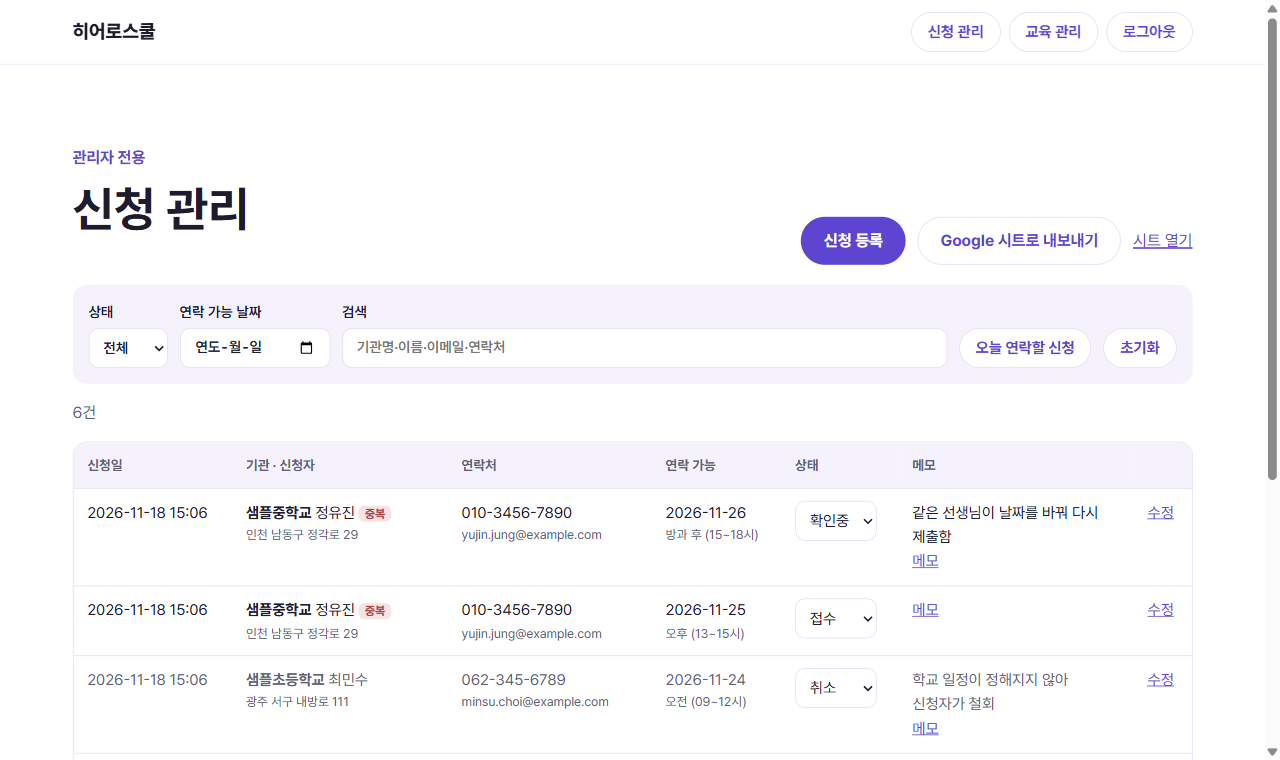 히어로스쿨
신청 관리
교육 관리
로그아웃
관리자 전용
신청 관리
신청 등록
Google 시트로 내보내기
시트 열기
상태
연락 가능 날짜
검색
전체
연도-월-일
기관명·이름·이메일·연락처
오늘 연락할 신청
초기화
6건
신청일 기관 · 신청자 연락처 연락 가능 상태 메모
2026-11-18 15:06 샘플중학교 정유진 중복 010-3456-7890 2026-11-26 확인중 같은 선생님이 날짜를 바꿔 다시 수정
인천 남동구 정각로 29 yujin.jung@example.com 방과 후 (15~18시) 제출함
메모
2026-11-18 15:06 샘플중학교 정유진 중복 010-3456-7890 2026-11-25 접수 메모 수정
인천 남동구 정각로 29 yujin.jung@example.com 오후 (13~15시)
2026-11-18 15:06 샘플초등학교 최민수 062-345-6789 2026-11-24 취소 학교 일정이 정해지지 않아 수정
광주 서구 내방로 111 minsu.choi@example.com 오전 (09~12시) 신청자가 철회
메모